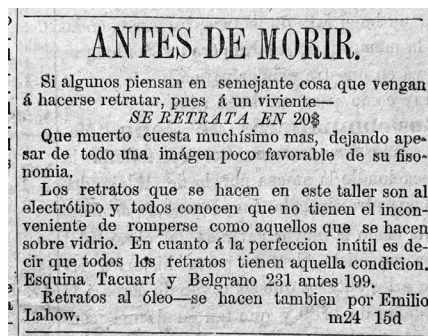 ANTES DE MORIR.
Si algunos piensan en semejante cosa que vengan
á hacerse retratar, pues á un viviente—
SE RETRATA EN 20$
Que muerto cuesta muchísimo mas, dejando ape-
sar de todo una imágen poco favorable de su fiso-
nomia.
Los retratos que se hacen en este taller son al
electrótipo y todos conocen que no tienen el incon-
veniente de romperse como aquellos que se hacen
sobre vidrio. En cuanto á la perfeccion inútil es de-
cir que todos los retratos tienen aquella condicion.
Esquina Tacuarí y Belgrano 231 antes 199.
Retratos al óleo—se hacen tambien por Emilio
Lahow. m24 15d